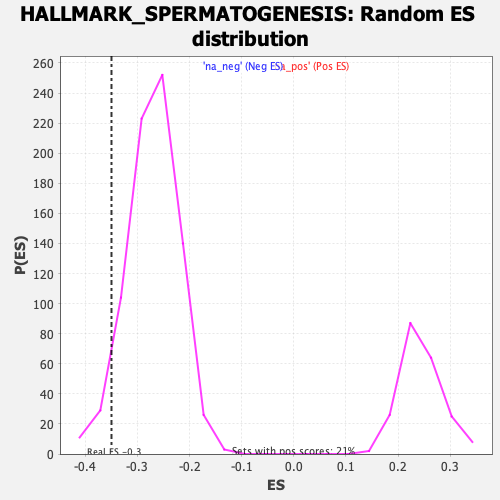 HALLMARK_SPERMATOGENESIS: Random ES
distribution
'na_neg' (Neg ES)
a_pos' (Pos ES)
260
240
220
200
180
160
140
120
100
80
60
40
20
0
P(ES)
Real ES -0.3
Sets with pos scores: 21%
-0.4 -0.3 -0.2 -0.1 0.0 0.1 0.2 0.3
ES